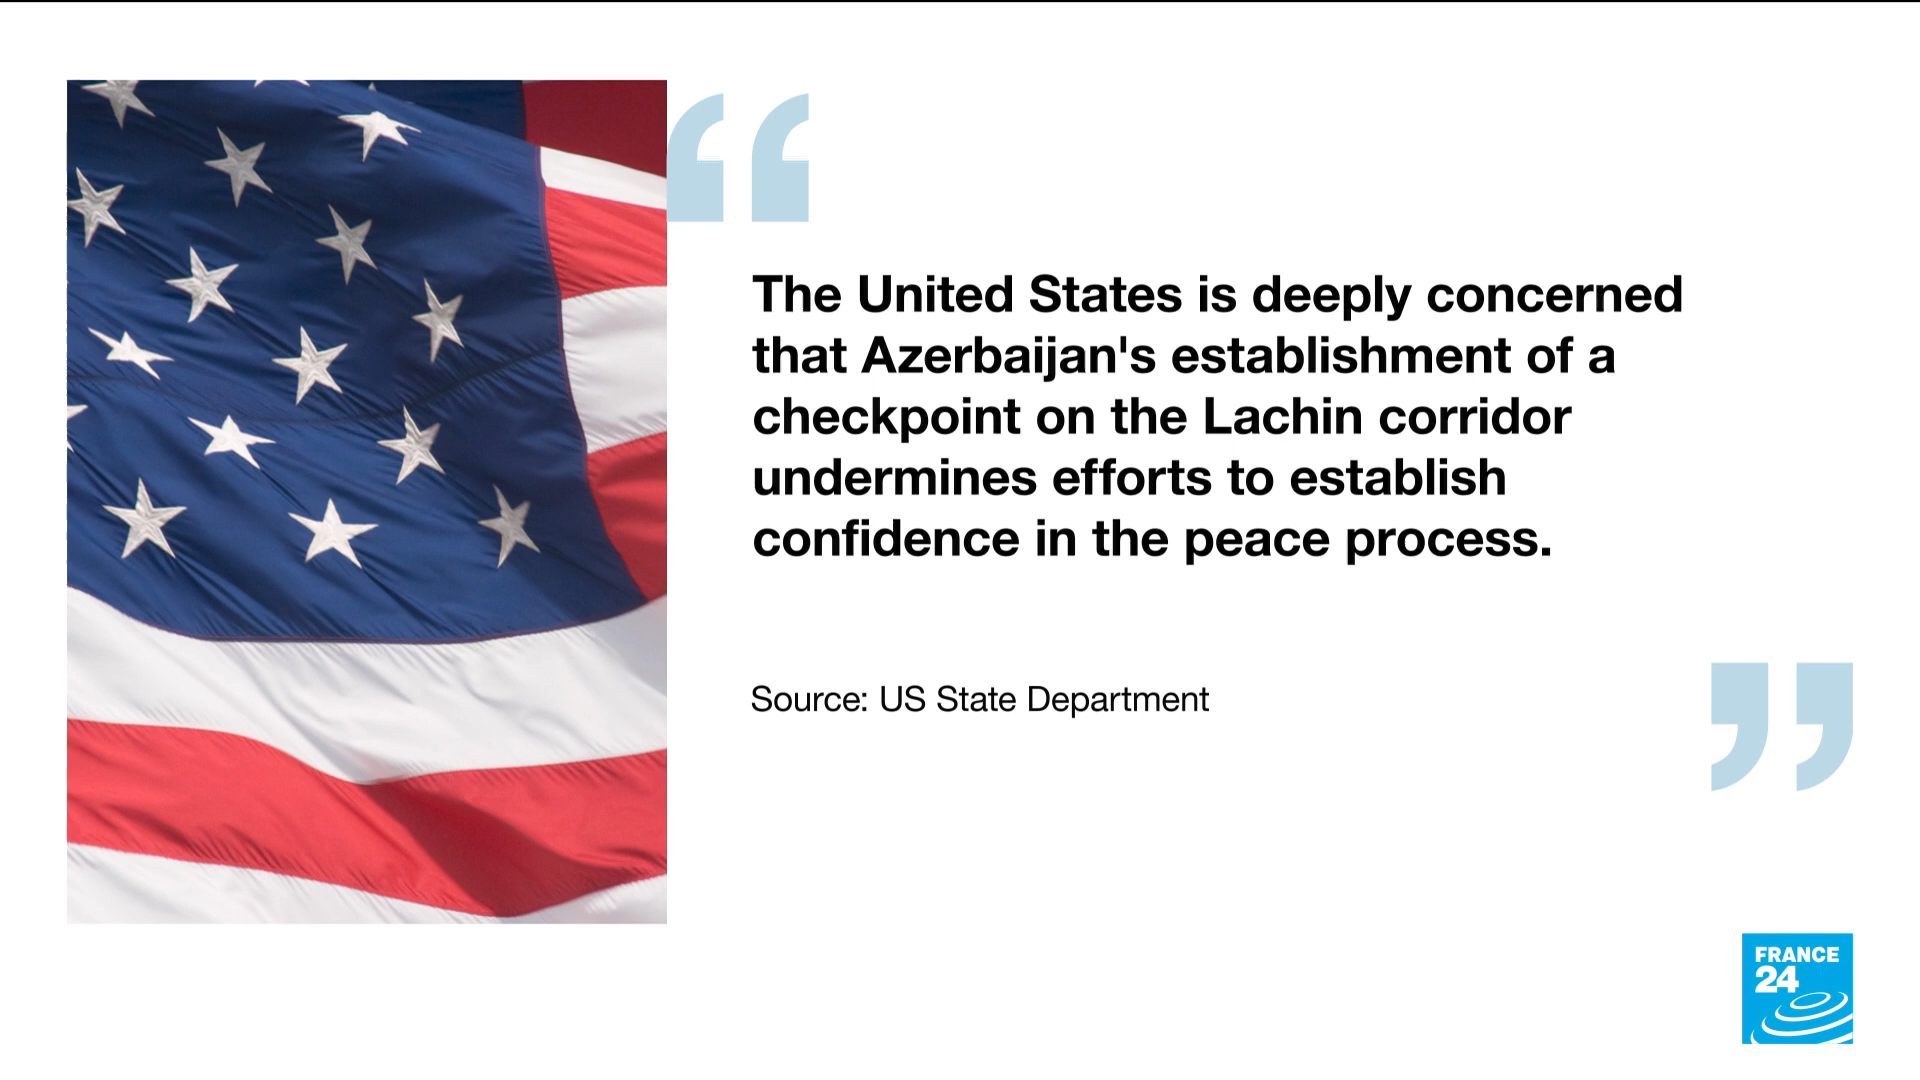 “
The United States is deeply concerned
that Azerbaijan's establishment of a
checkpoint on the Lachin corridor
undermines efforts to establish
confidence in the peace process.
”
Source: US State Department
FRANCE
24